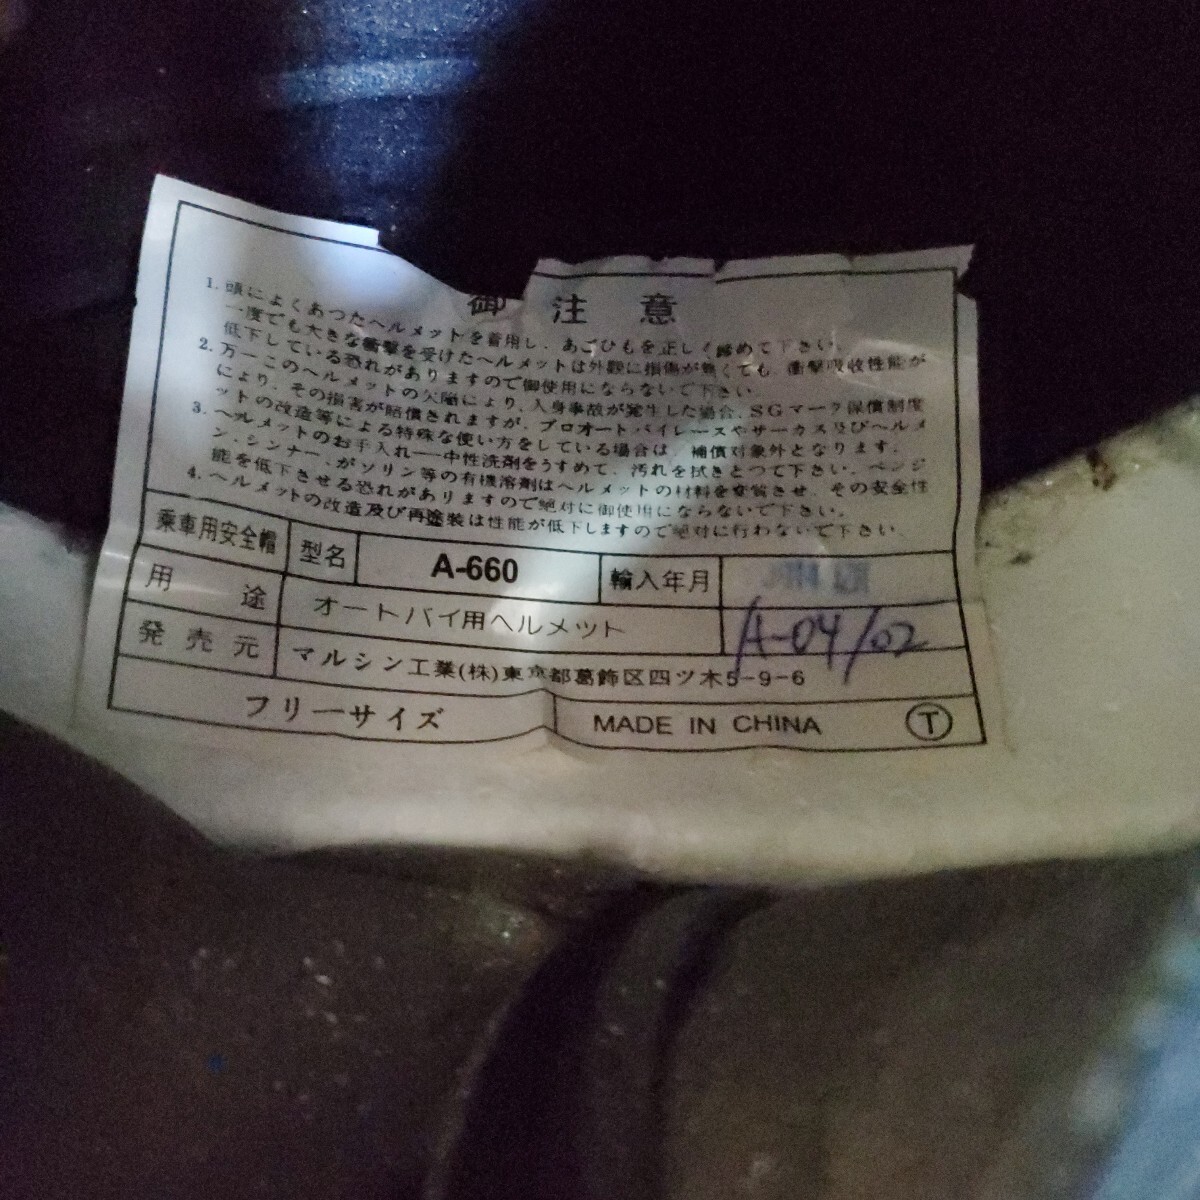 御注意
1. 頭によくあつたヘルメットを着用し、あごひもを正しく締めて下さい。
一度でも大きな衝撃を受けたヘルメットは外観に損傷が無くても、衝撃吸収性能が
低下している恐れがありますので御使用にならないで下さい。
2. 万一このヘルメットの欠陥により、人身事故が発生した場合、SGマーク保償制度
により、その損害が賠償されますが、プロオートバイレースやサーカス及びヘルメ
ットの改造等による特殊な使い方をしている場合は、補償対象外となります。
3. ヘルメットのお手入れ――中性洗剤をうすめて、汚れを拭きとつて下さい。ベンジ
ン、シンナー、ガソリン等の有機溶剤はヘルメットの材料を変質させ、その安全性
能を低下させる恐れがありますので絶対に御使用にならないで下さい。
4. ヘルメットの改造及び再塗装は性能が低下しますので絶対に行わないで下さい。
乗車用安全帽 型名 A-660 輸入年月
用途 オートバイ用ヘルメット A-04/02
発売元 マルシン工業(株)東京都葛飾区四ツ木5-9-6
フリーサイズ MADE IN CHINA Ⓣ